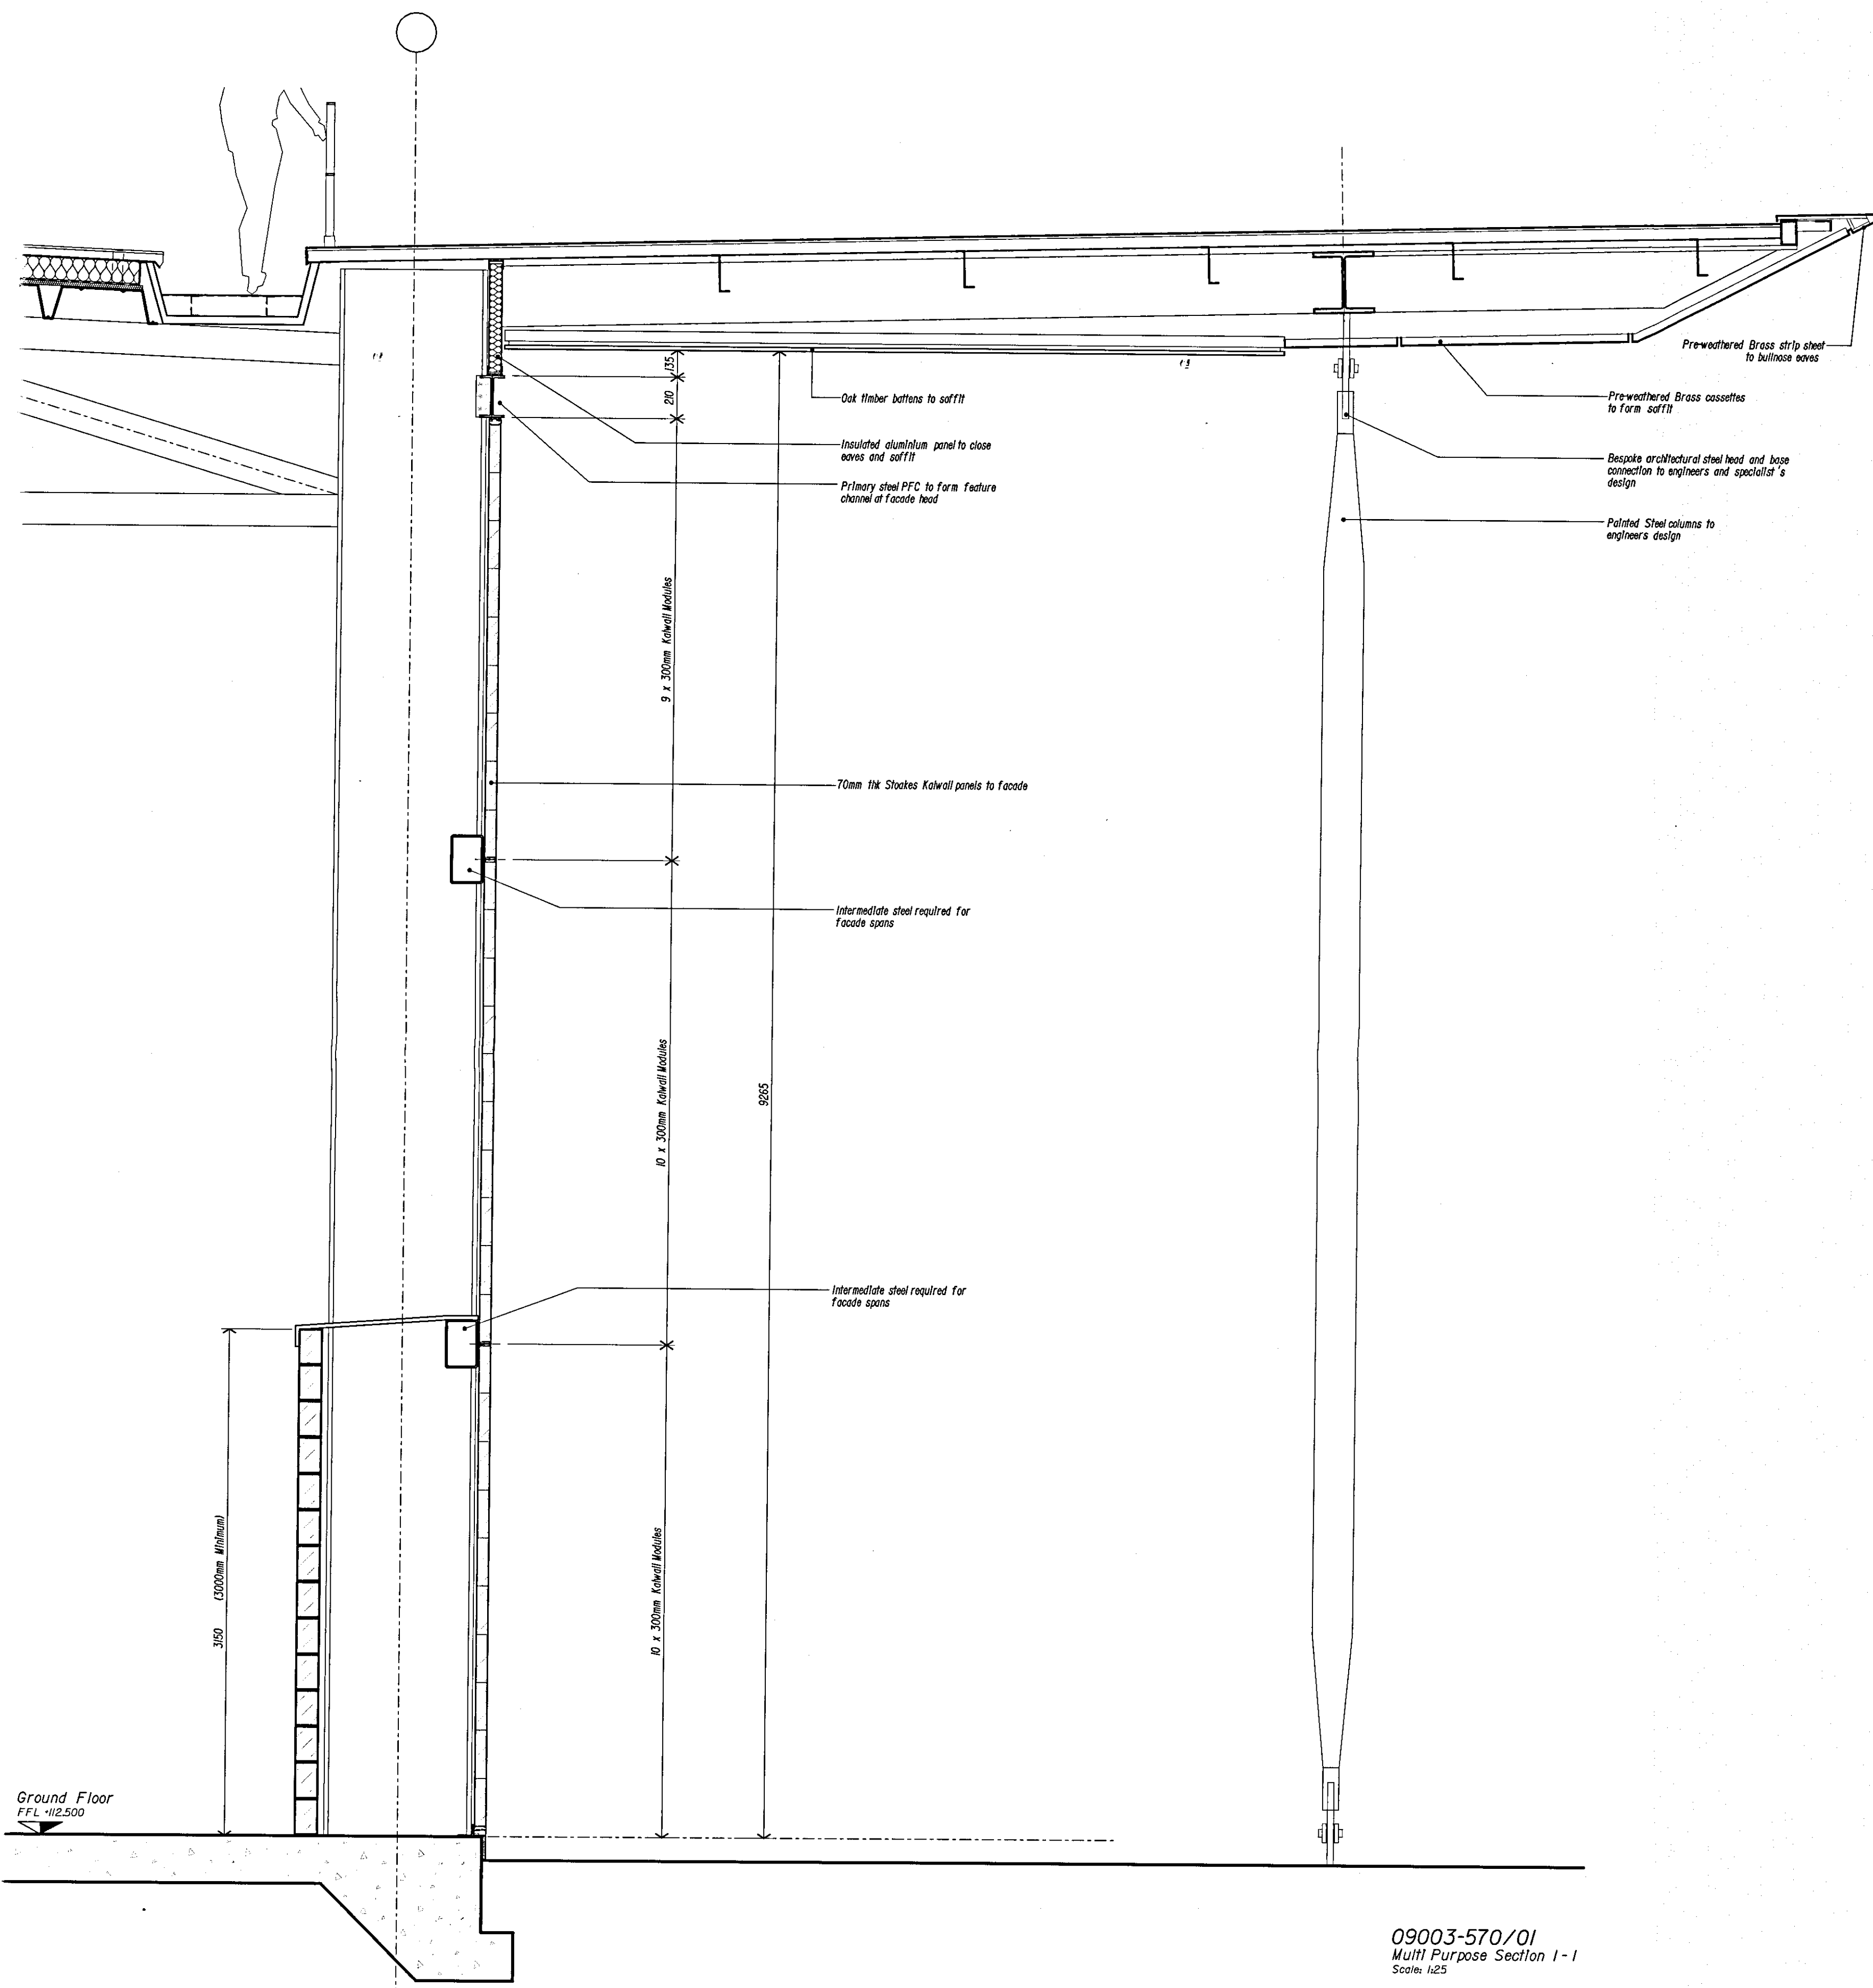 Pre-weathered Brass strip sheet
to bullnose eaves
135
Oak timber battens to soffit
210
Pre-weathered Brass cassettes
to form soffit
Insulated aluminium panel to close
eaves and soffit
Bespoke architectural steel head and base
connection to engineers and specialist's
design
Primary steel PFC to form feature
channel at facade head
Painted Steel columns to
engineers design
9 x 300mm Kalwall Modules
70mm thk Stoakes Kalwall panels to facade
Intermediate steel required for
facade spans
10 x 300mm Kalwall Modules
9265
Intermediate steel required for
facade spans
3150 (3000mm Minimum)
10 x 300mm Kalwall Modules
Ground Floor
FFL +112.500
09003-570/01
Multi Purpose Section 1-1
Scale: 1:25